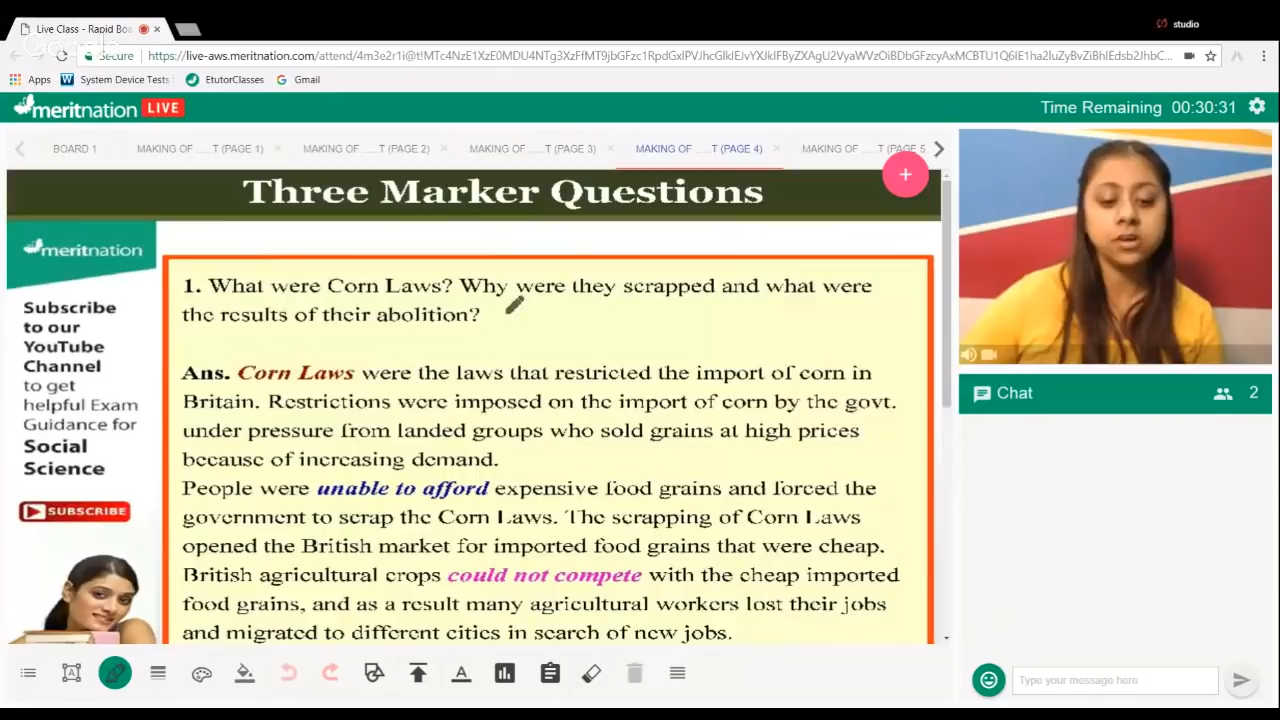 Live Class - Rapid Boa
studio
Secure
https://live-aws.meritnation.com/attend/
Apps
System Device Tests
EtutorClasses
Gmail
meritnation LIVE
Time Remaining 00:30:31
BOARD 1
MAKING OF ....T (PAGE 1)
MAKING OF ....T (PAGE 2)
MAKING OF ....T (PAGE 3)
MAKING OF ....T (PAGE 4)
MAKING OF ....T (PAGE 5
Three Marker Questions
meritnation
Subscribe
to our
YouTube
Channel
to get
helpful Exam
Guidance for
Social
Science
SUBSCRIBE
1. What were Corn Laws? Why were they scrapped and what were
the results of their abolition?
Ans. Corn Laws were the laws that restricted the import of corn in
Britain. Restrictions were imposed on the import of corn by the govt.
under pressure from landed groups who sold grains at high prices
because of increasing demand.
People were unable to afford expensive food grains and forced the
government to scrap the Corn Laws. The scrapping of Corn Laws
opened the British market for imported food grains that were cheap.
British agricultural crops could not compete with the cheap imported
food grains, and as a result many agricultural workers lost their jobs
and migrated to different cities in search of new jobs.
Chat
2
Type your message here